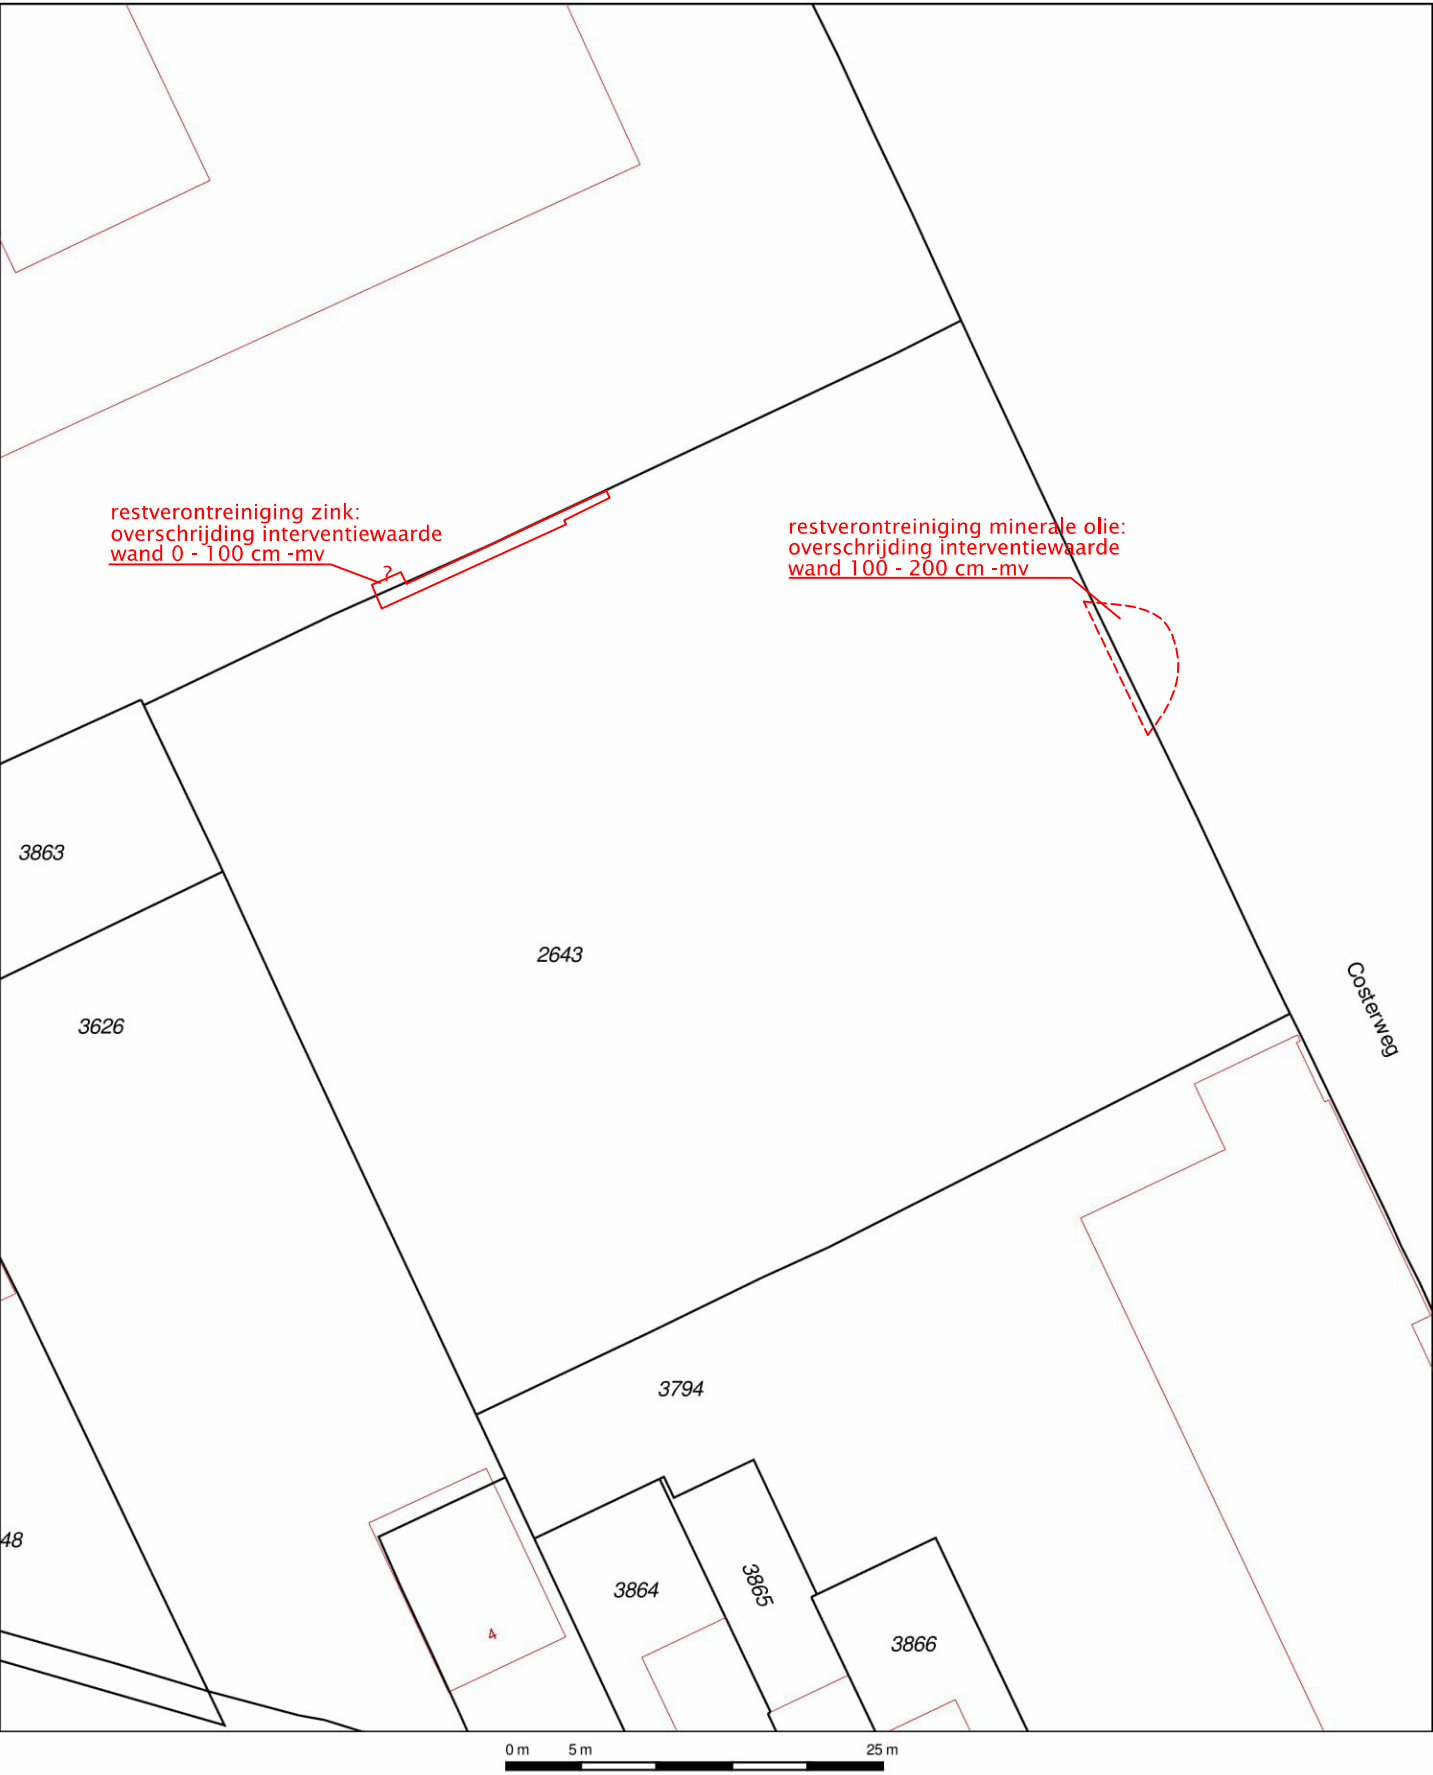 restverontreiniging zink:
overschrijding interventiewaarde
wand 0 - 100 cm -mv
?
restverontreiniging minerale olie:
overschrijding interventiewaarde
wand 100 - 200 cm -mv
3863
2643
3626
Costerweg
3794
48
3864
3865
4
3866
0 m
5 m
25 m